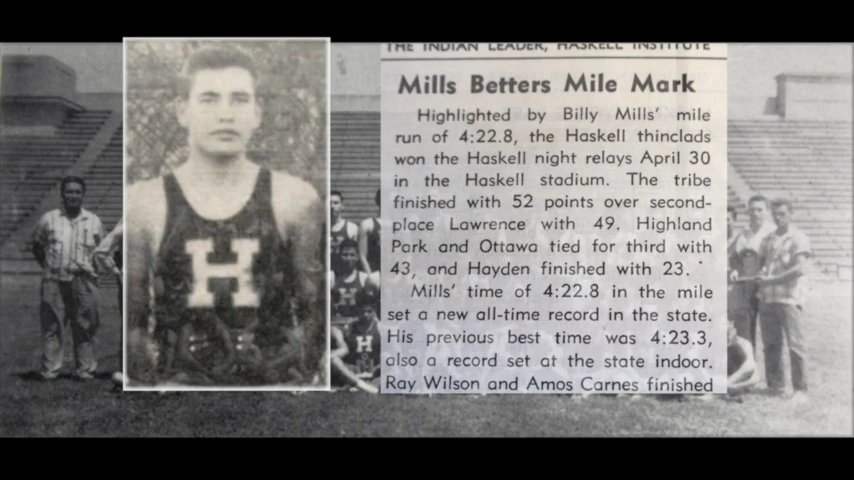 THE INDIAN LEADER, HASKELL INSTITUTE
Mills Betters Mile Mark
Highlighted by Billy Mills' mile
run of 4:22.8, the Haskell thinclads
won the Haskell night relays April 30
in the Haskell stadium. The tribe
finished with 52 points over second-
place Lawrence with 49. Highland
Park and Ottawa tied for third with
43, and Hayden finished with 23.
Mills' time of 4:22.8 in the mile
set a new all-time record in the state.
His previous best time was 4:23.3,
also a record set at the state indoor.
Ray Wilson and Amos Carnes finished
H
H
H
H